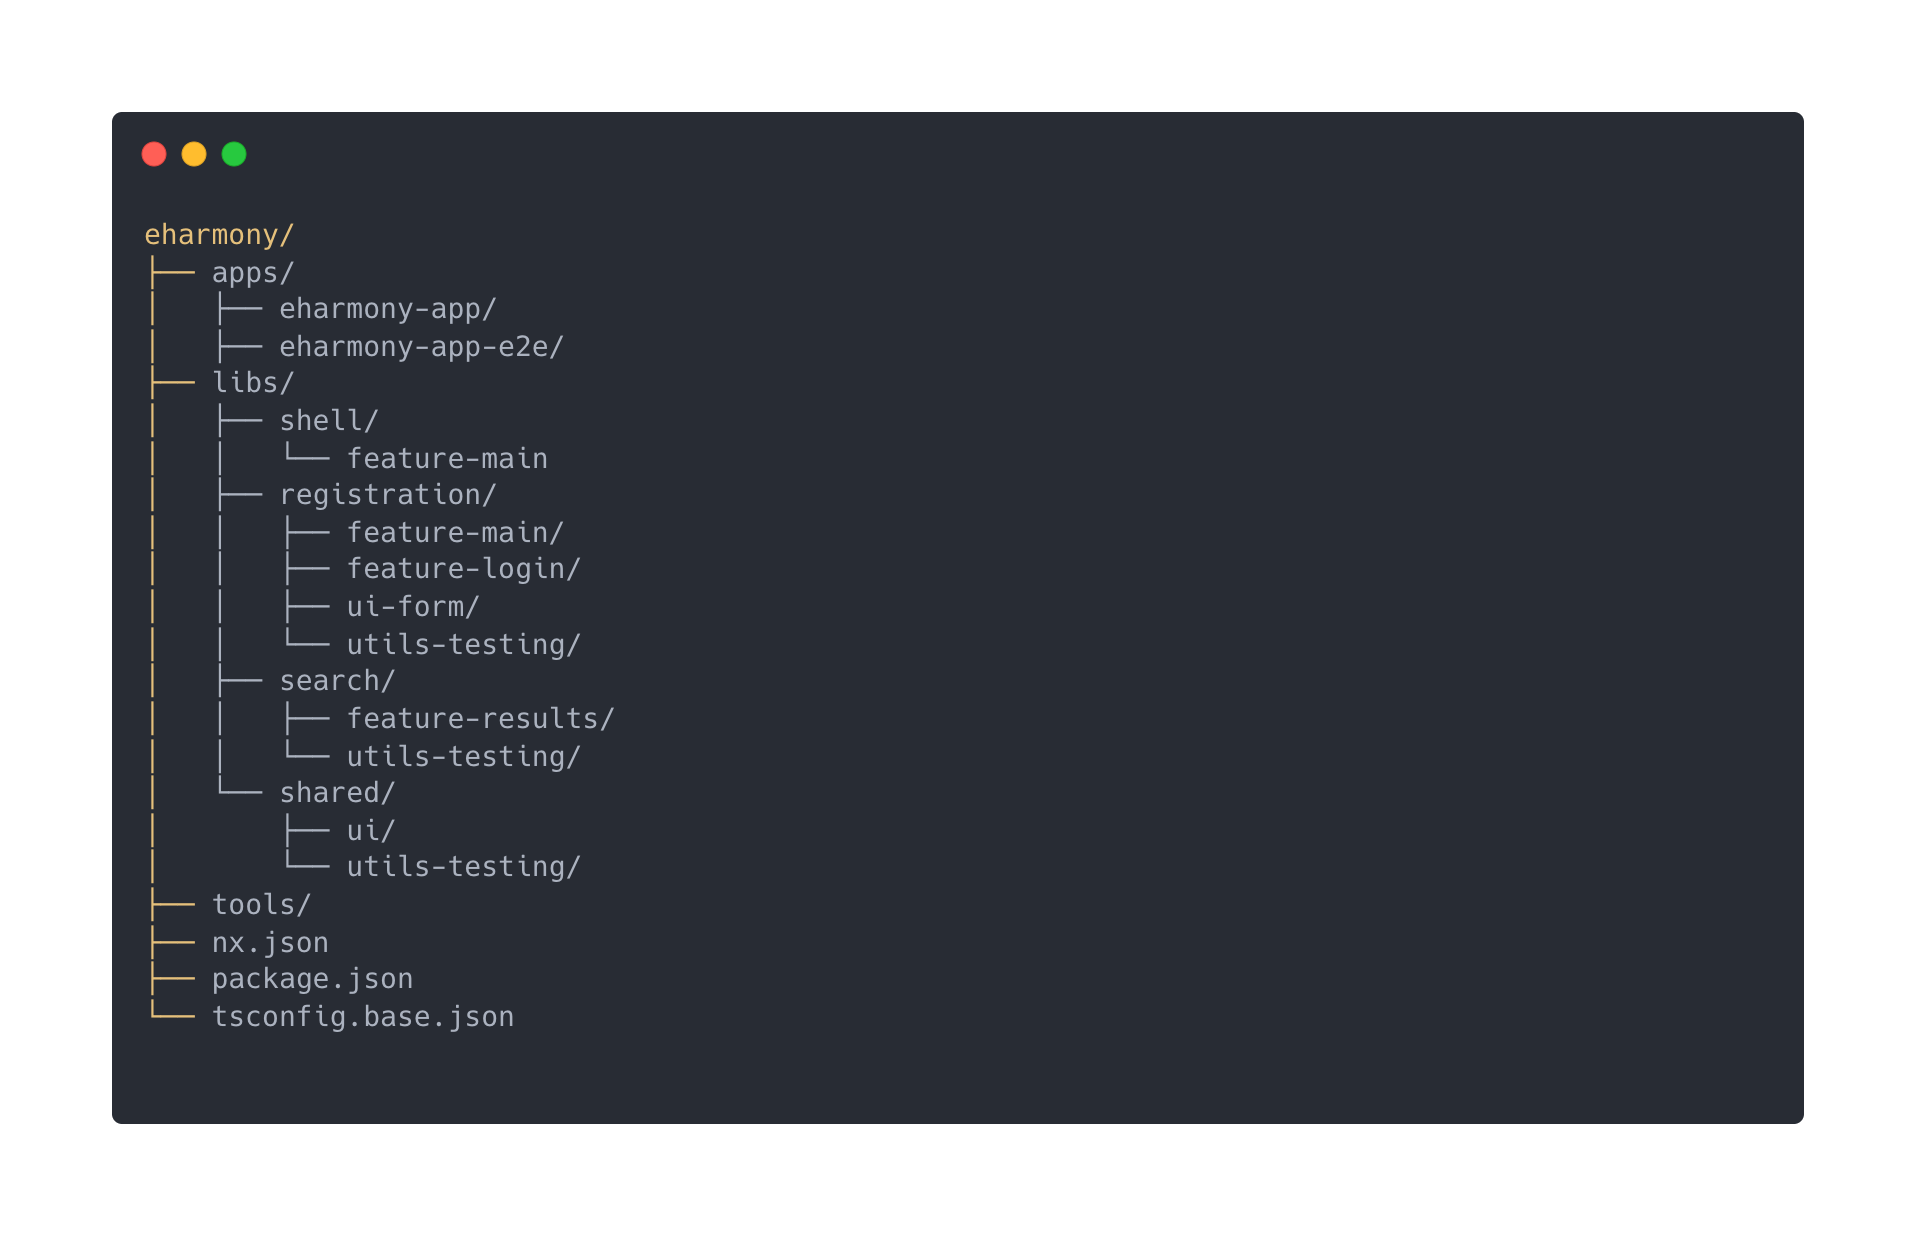 eharmony/
├── apps/
│   ├── eharmony-app/
│   ├── eharmony-app-e2e/
├── libs/
│   ├── shell/
│   │   └── feature-main
│   ├── registration/
│   │   ├── feature-main/
│   │   ├── feature-login/
│   │   ├── ui-form/
│   │   └── utils-testing/
│   ├── search/
│   │   ├── feature-results/
│   │   └── utils-testing/
│   └── shared/
│       ├── ui/
│       └── utils-testing/
├── tools/
├── nx.json
├── package.json
└── tsconfig.base.json